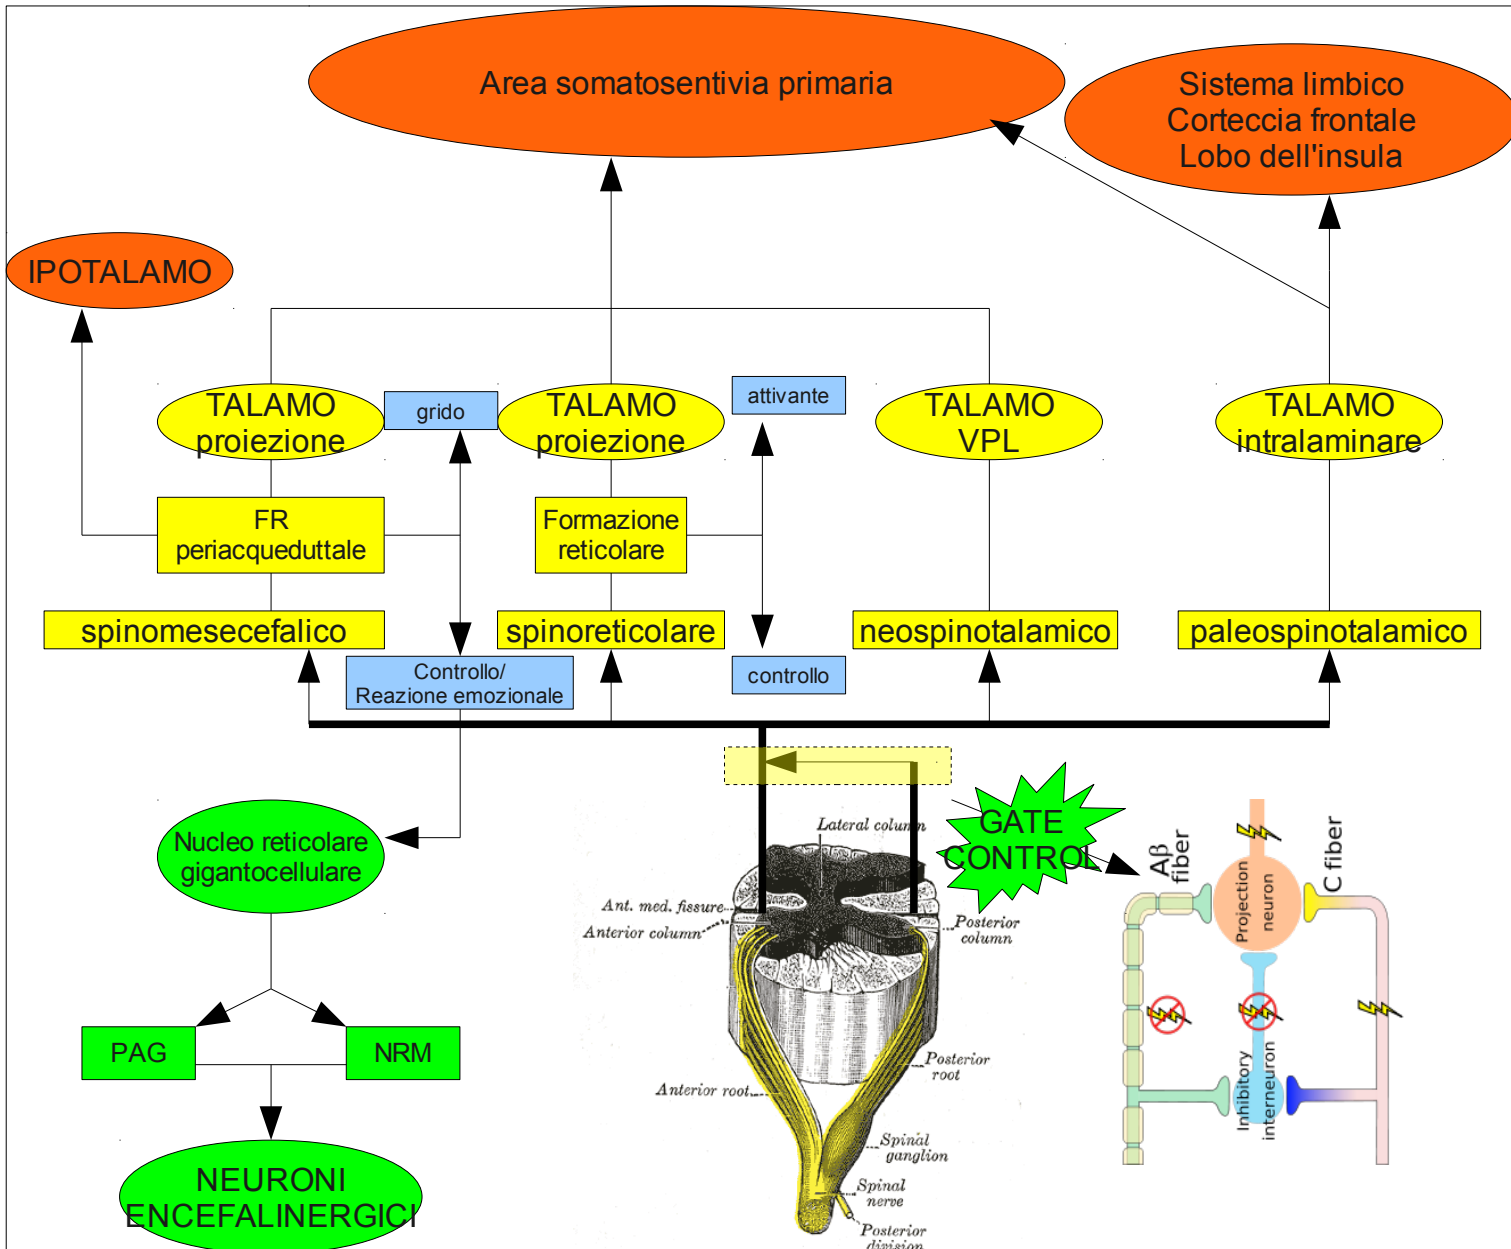 Area somatosentivia primaria
Sistema limbico
Corteccia frontale
Lobo dell'insula
IPOTALAMO
TALAMO
proiezione
grido
TALAMO
proiezione
attivante
TALAMO
VPL
TALAMO
intralaminare
FR
periacqueduttale
Formazione
reticolare
spinomesecefalico
spinoreticolare
neospinotalamico
paleospinotalamico
Controllo/
Reazione emozionale
controllo
Nucleo reticolare
gigantocellulare
GATE
CONTROL
PAG
NRM
NEURONI
ENCEFALINERGICI
Lateral column
Ant. med. fissure
Anterior column
Posterior
column
Posterior
root
Anterior root
Spinal
ganglion
Spinal
nerve
Posterior
division
Aβ
fiber
Projection
neuron
C fiber
Inhibitory
interneuron